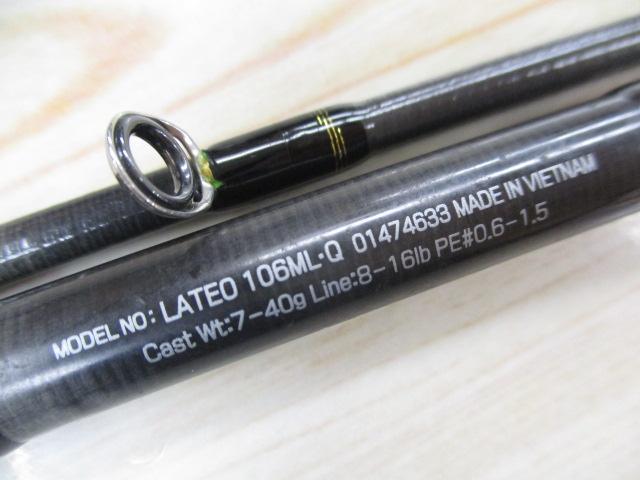 MODEL NO: LATEO 106ML·Q 01474633 MADE IN VIETNAM
Cast Wt:7-40g Line:8-16lb PE#0.6-1.5